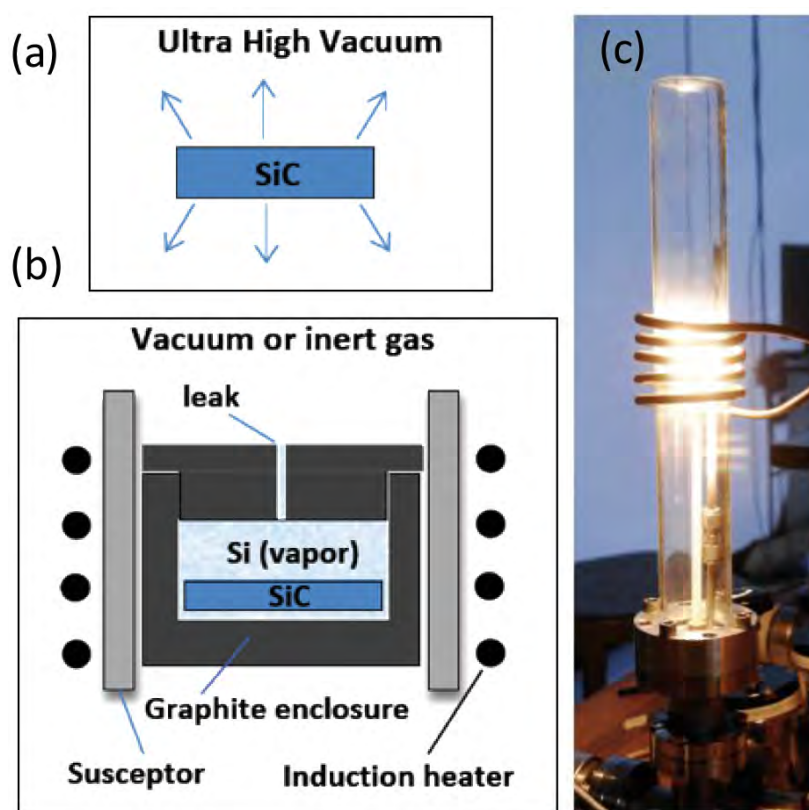 (a)
Ultra High Vacuum
SiC
(b)
Vacuum or inert gas
leak
Si (vapor)
SiC
Graphite enclosure
Susceptor
Induction heater
(c)